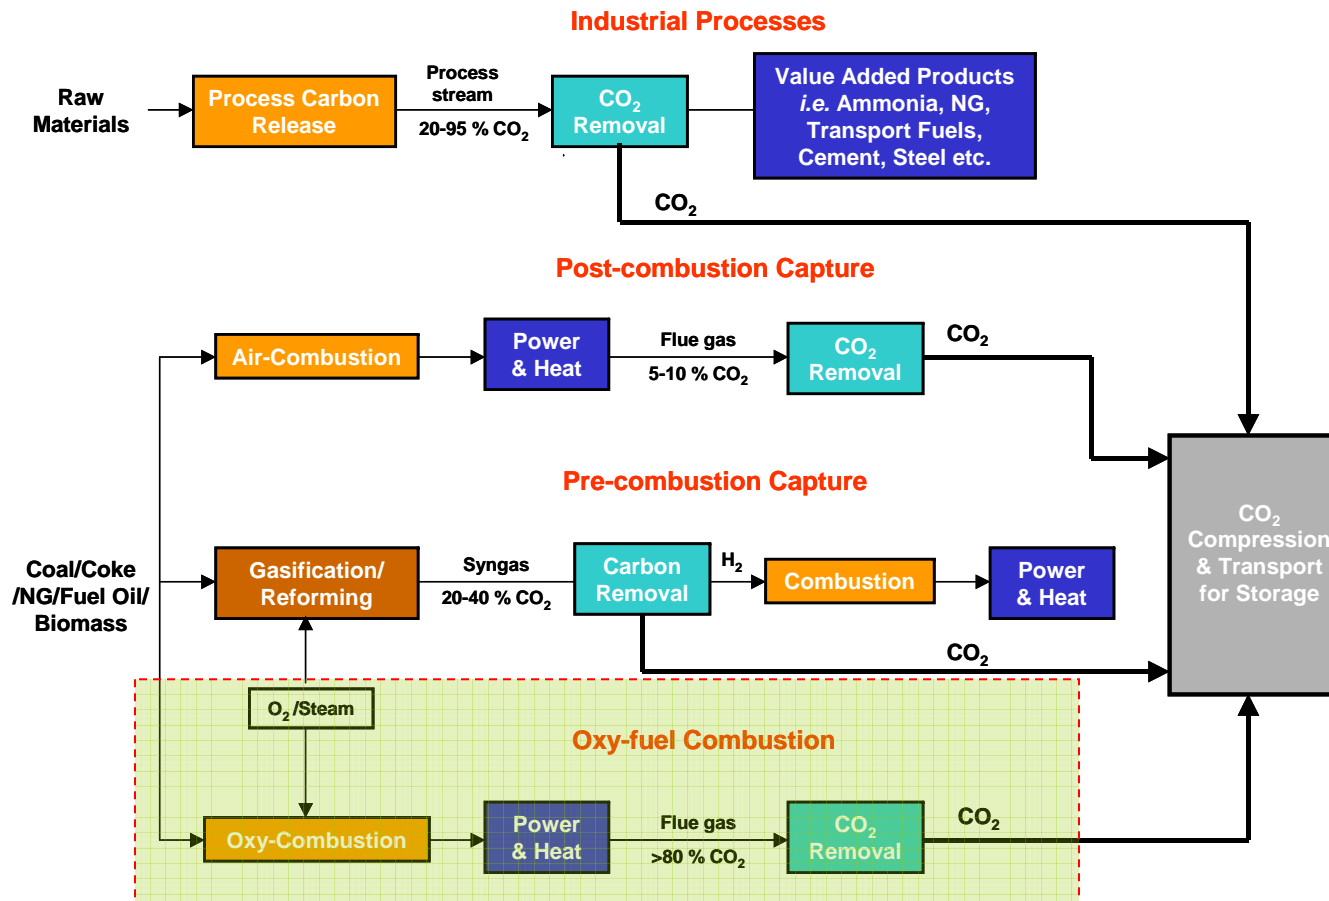 Industrial Processes
Raw
Materials
Process Carbon
Release
Process
stream
20-95 % CO₂
CO₂
Removal
Value Added Products
i.e. Ammonia, NG,
Transport Fuels,
Cement, Steel etc.
CO₂
Post-combustion Capture
Air-Combustion
Power
& Heat
Flue gas
5-10 % CO₂
CO₂
Removal
CO₂
Pre-combustion Capture
Coal/Coke
/NG/Fuel Oil/
Biomass
Gasification/
Reforming
Syngas
20-40 % CO₂
Carbon
Removal
H₂
Combustion
Power
& Heat
CO₂
CO₂
Compression
& Transport
for Storage
O₂/Steam
Oxy-fuel Combustion
Oxy-Combustion
Power
& Heat
Flue gas
>80 % CO₂
CO₂
Removal
CO₂